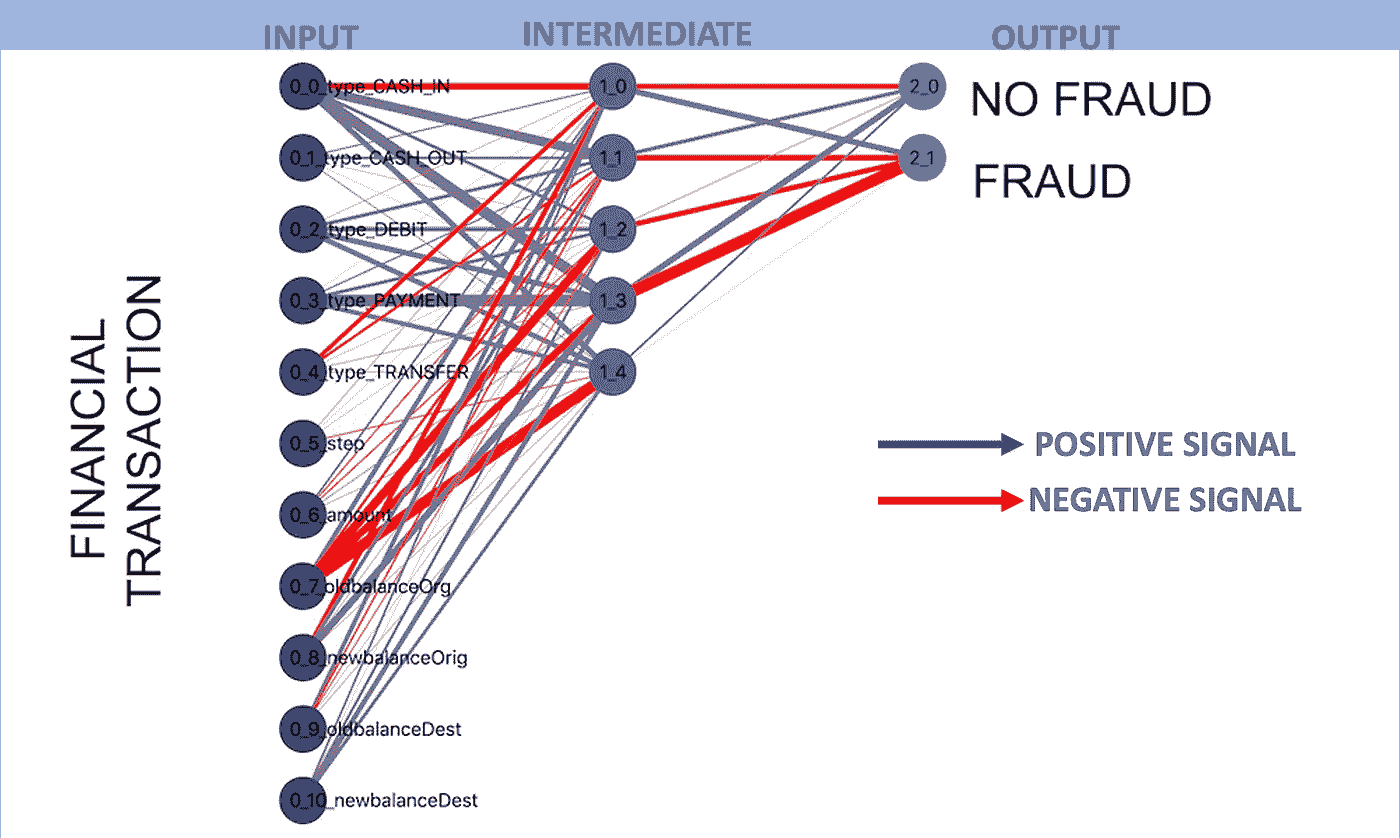 INPUT
INTERMEDIATE
OUTPUT
0_0_type_CASH_IN
1_0
2_0
NO FRAUD
0_1_type_CASH_OUT
1_1
2_1
FRAUD
0_2_type_DEBIT
1_2
0_3_type_PAYMENT
1_3
0_4_type_TRANSFER
1_4
0_5_step
0_6_amount
0_7_oldbalanceOrg
0_8_newbalanceOrig
0_9_oldbalanceDest
0_10_newbalanceDest
FINANCIAL
TRANSACTION
POSITIVE SIGNAL
NEGATIVE SIGNAL